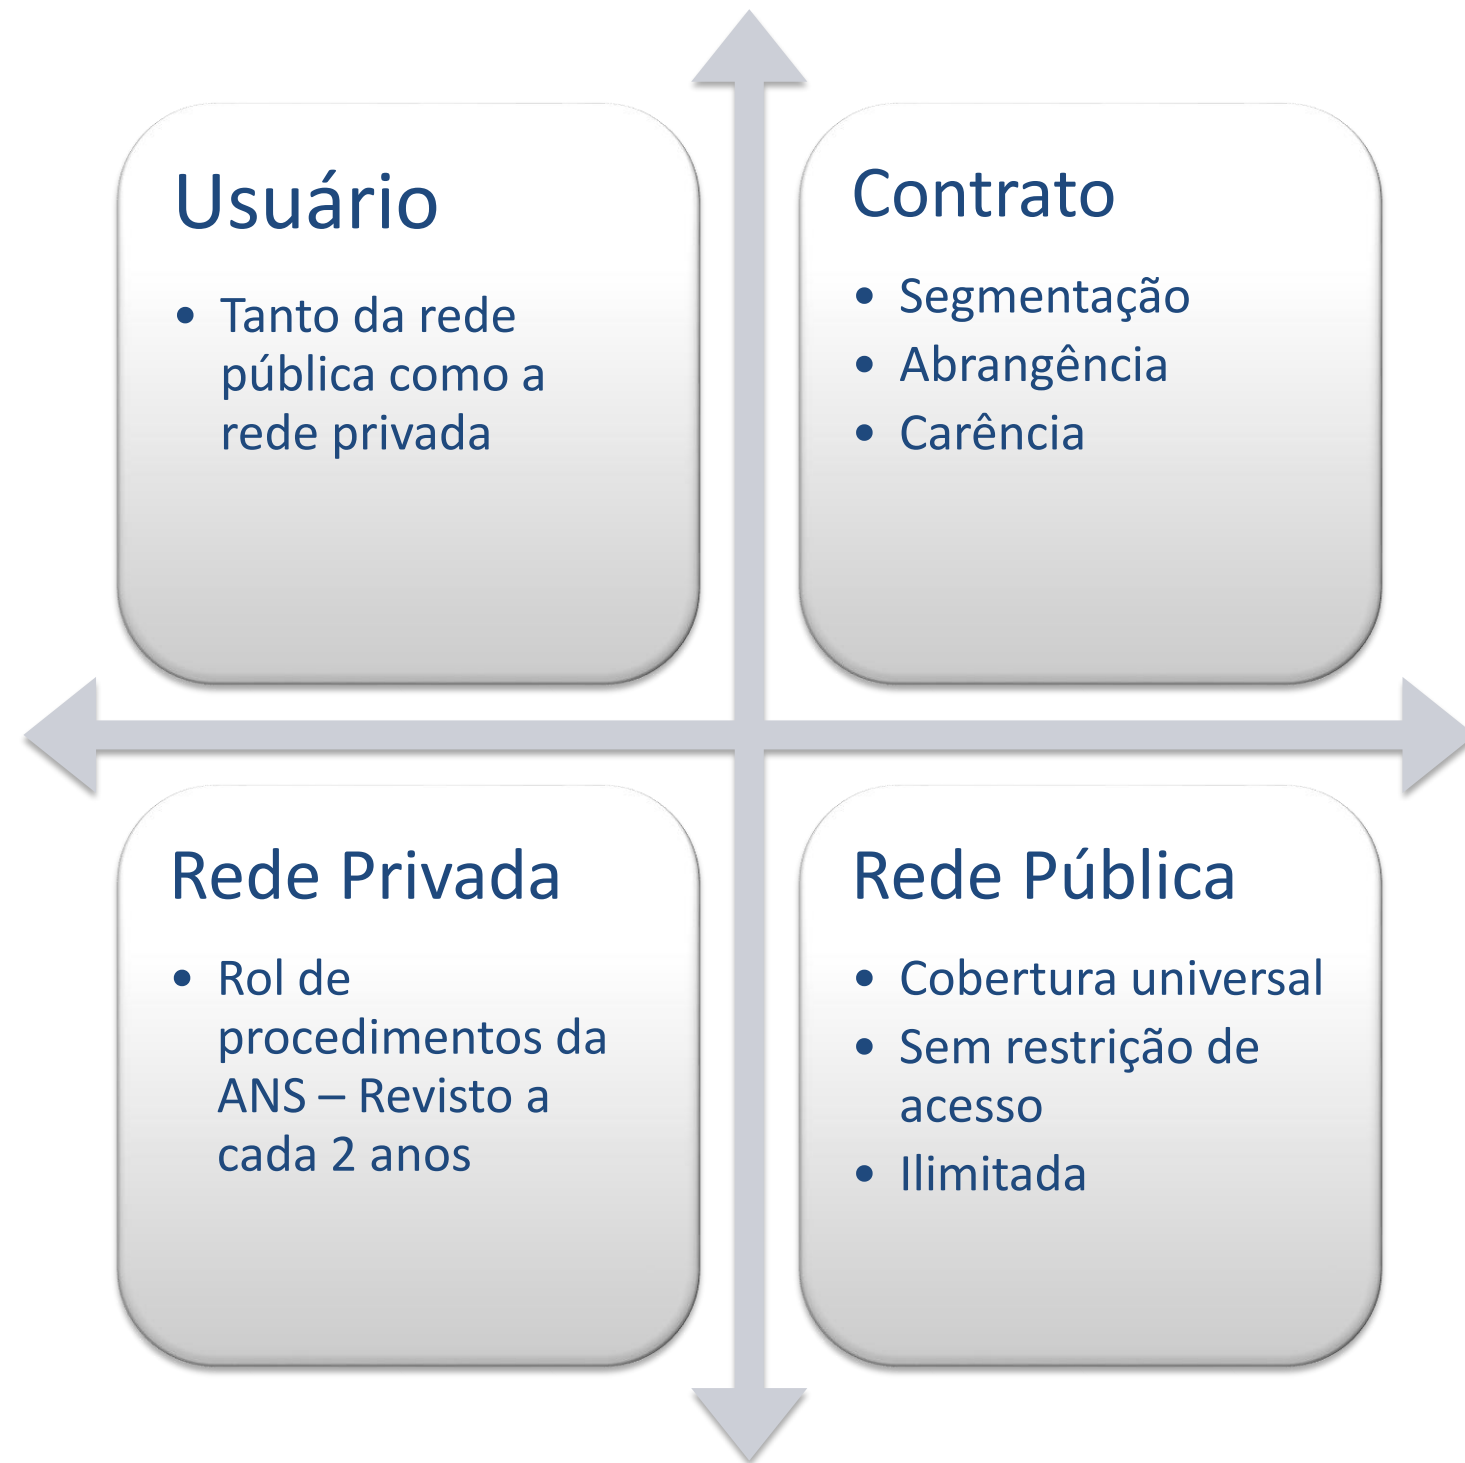 Usuário
• Tanto da rede
pública como a
rede privada
Contrato
• Segmentação
• Abrangência
• Carência
Rede Privada
• Rol de
procedimentos da
ANS – Revisto a
cada 2 anos
Rede Pública
• Cobertura universal
• Sem restrição de
acesso
• Ilimitada